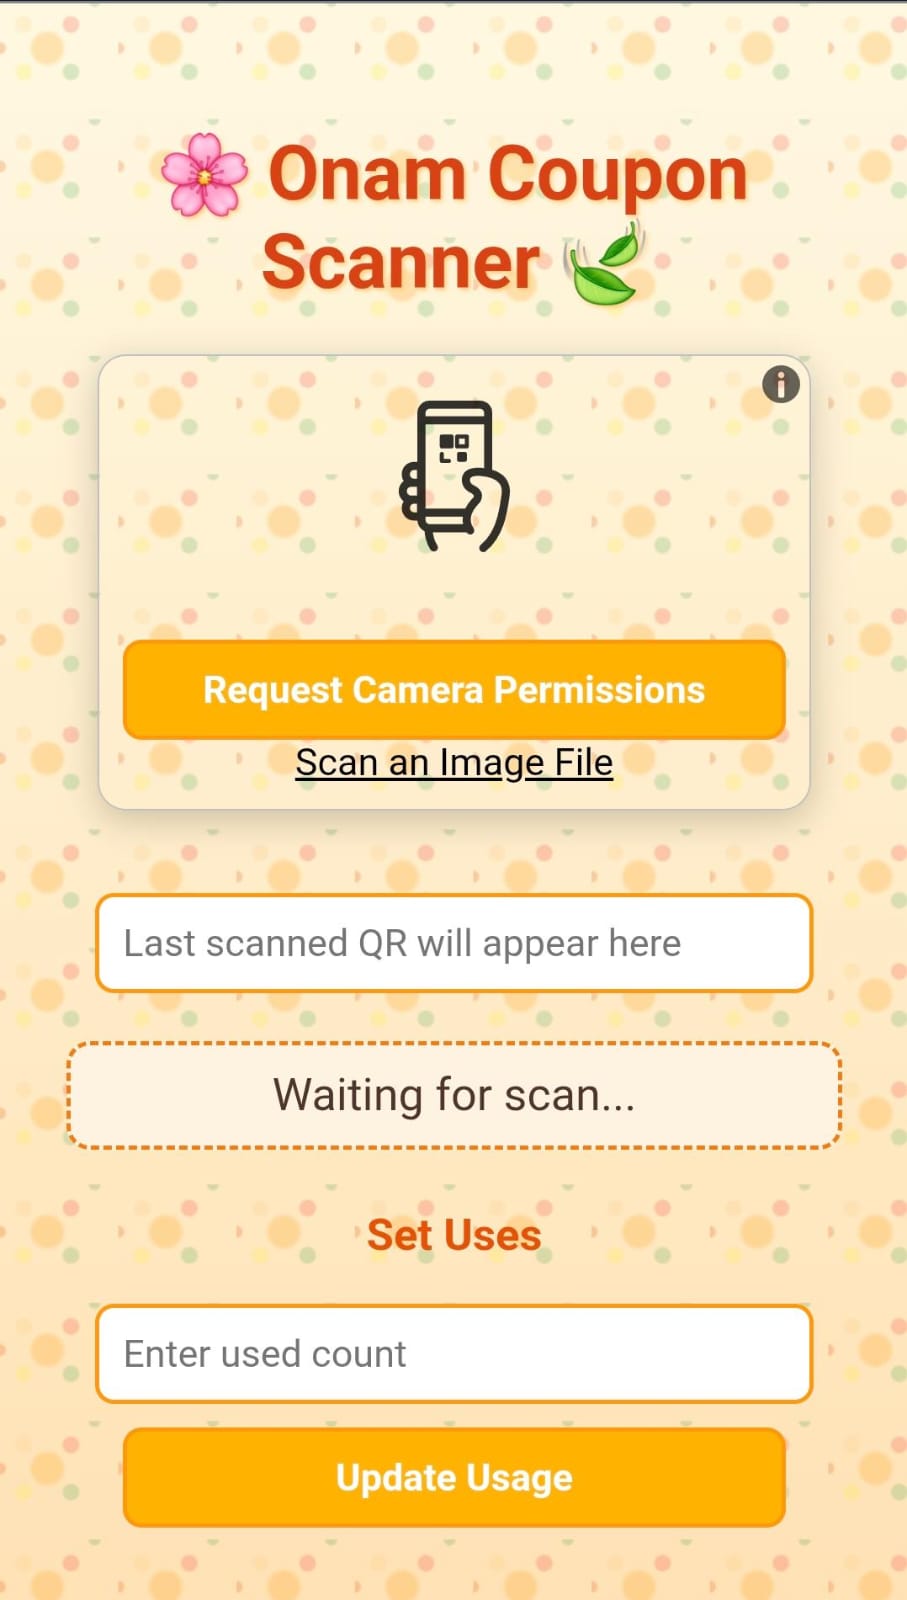 🌸 Onam Coupon
Scanner 🍃
Request Camera Permissions
Scan an Image File
Last scanned QR will appear here
Waiting for scan...
Set Uses
Enter used count
Update Usage